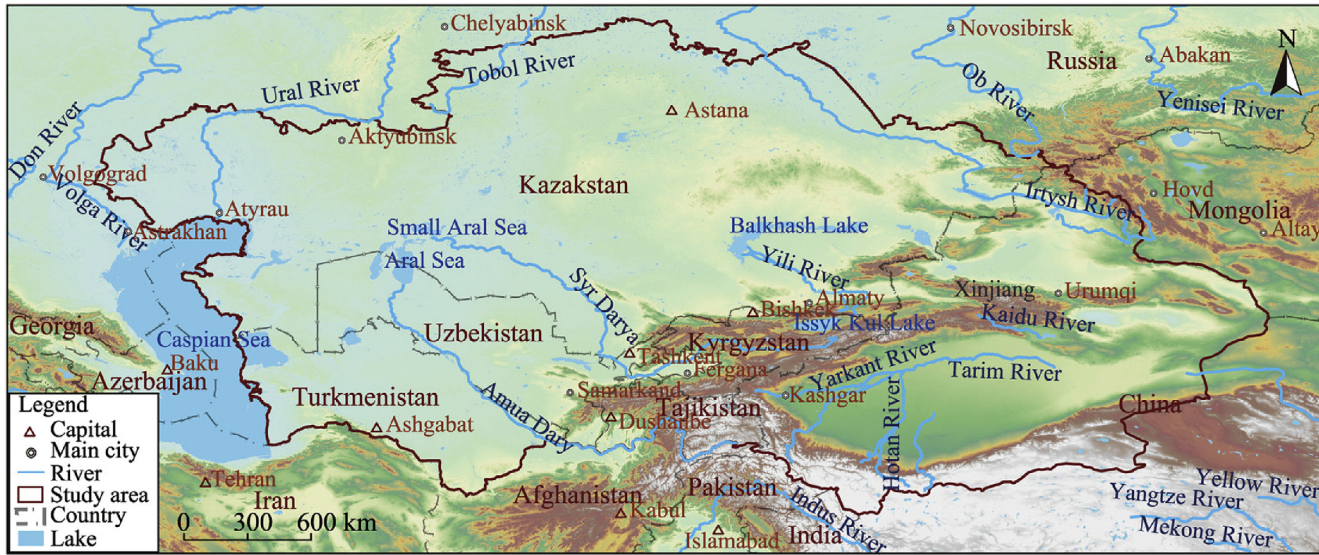 Chelyabinsk
Novosibirsk
Russia
Abakan
N
Tobol River
Ural River
Ob River
Yenisei River
Astana
Don River
Aktyubinsk
Volgograd
Kazakstan
Hovd
Volga River
Irtysh River
Mongolia
Atyrau
Astrakhan
Small Aral Sea
Balkhash Lake
Altay
Aral Sea
Yili River
Syr Darya
Xinjiang
Urumqi
Almaty
Bishkek
Georgia
Uzbekistan
Issyk Kul Lake
Kaidu River
Caspian Sea
Kyrgyzstan
Baku
Tashkent
Fergana
Yarkant River
Tarim River
Azerbaijan
Turkmenistan
Samarkand
Kashgar
Tajikistan
China
Legend
Capital
Main city
River
Study area
Country
Lake
Ashgabat
Amua Dary
Dushanbe
Hotan River
Tehran
Iran
Afghanistan
Pakistan
Yellow River
Yangtze River
Kabul
Indus River
0 300 600 km
Islamabad
India
Mekong River